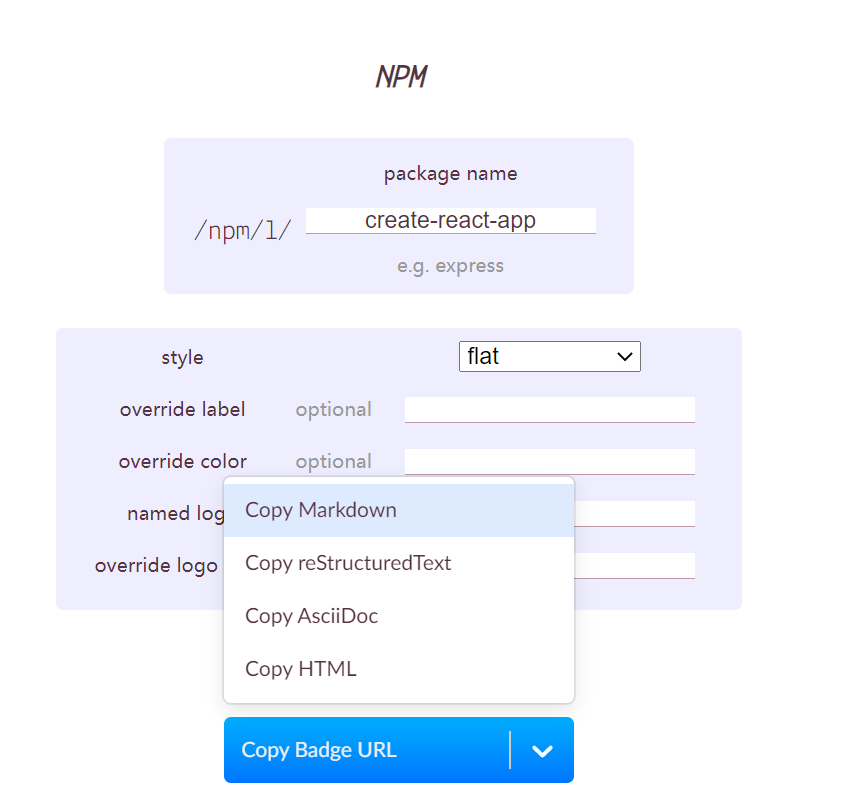 NPM
package name
/npm/l/ create-react-app
e.g. express
style flat
override label optional
override color optional
named log
override logo
Copy Markdown
Copy reStructuredText
Copy AsciiDoc
Copy HTML
Copy Badge URL